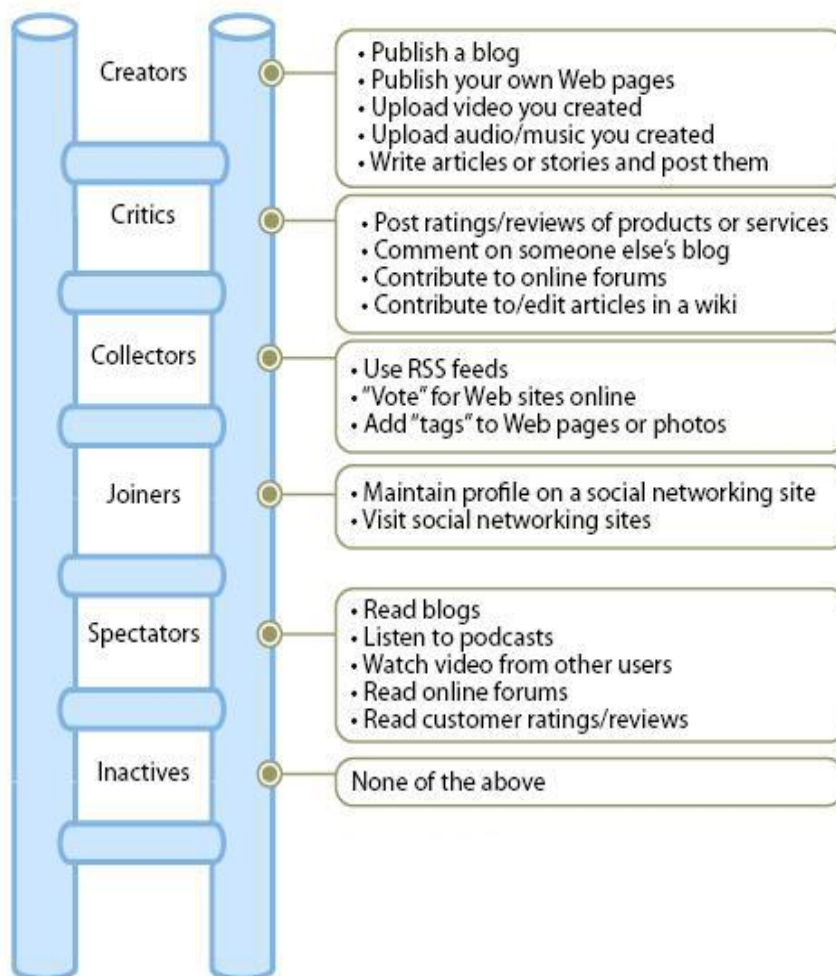 Creators
• Publish a blog
• Publish your own Web pages
• Upload video you created
• Upload audio/music you created
• Write articles or stories and post them
Critics
• Post ratings/reviews of products or services
• Comment on someone else’s blog
• Contribute to online forums
• Contribute to/edit articles in a wiki
Collectors
• Use RSS feeds
• “Vote” for Web sites online
• Add “tags” to Web pages or photos
Joiners
• Maintain profile on a social networking site
• Visit social networking sites
Spectators
• Read blogs
• Listen to podcasts
• Watch video from other users
• Read online forums
• Read customer ratings/reviews
Inactives
None of the above